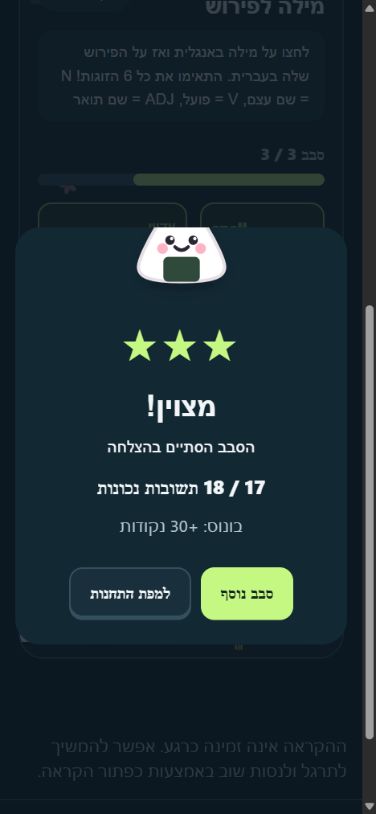 מילה לפירוש
לחצו על מילה באנגלית ואז על הפירוש
שלה בעברית. התאימו את כל 6 הזוגות! N
= שם עצם, V = פועל, ADJ = שם תואר
סבב 3 / 3
מצוין!
הסבב הסתיים בהצלחה
17 / 18 תשובות נכונות
בונוס: +30 נקודות
סבב נוסף
למפת התחנות
ההקראה אינה זמינה כרגע. אפשר להמשיך
לתרגל ולנסות שוב באמצעות כפתור הקראה.